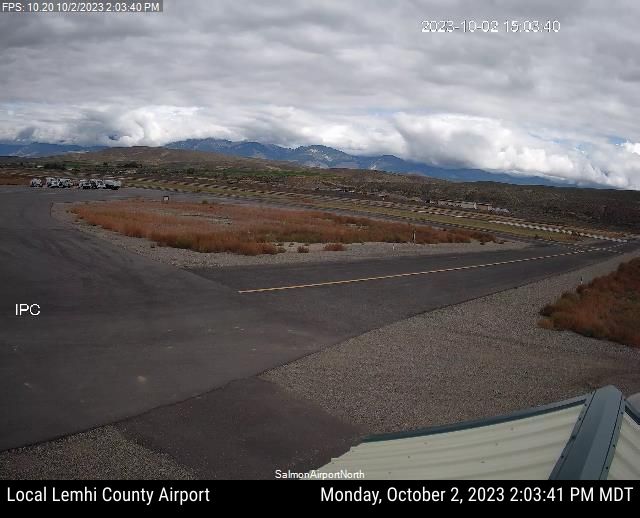 FPS: 10.20 10/2/2023 2:03:40 PM
2023-10-02 15:03:40
IPC
SalmonAirportNorth
Local Lemhi County Airport
Monday, October 2, 2023 2:03:41 PM MDT